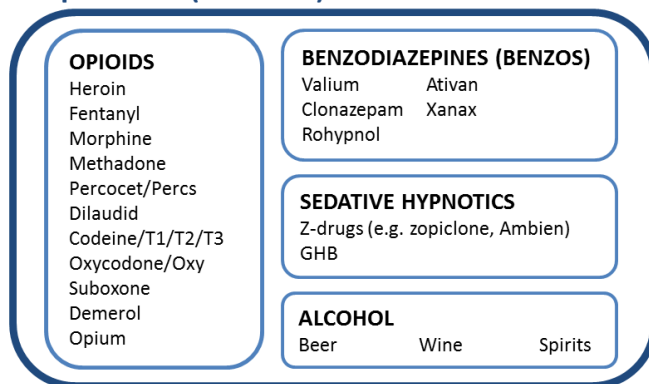 OPIOIDS
Heroin
Fentanyl
Morphine
Methadone
Percocet/Percs
Dilaudid
Codeine/T1/T2/T3
Oxycodone/Oxy
Suboxone
Demerol
Opium
BENZODIAZEPINES (BENZOS)
Valium Ativan
Clonazepam Xanax
Rohypnol
SEDATIVE HYPNOTICS
Z-drugs (e.g. zopiclone, Ambien)
GHB
ALCOHOL
Beer Wine Spirits